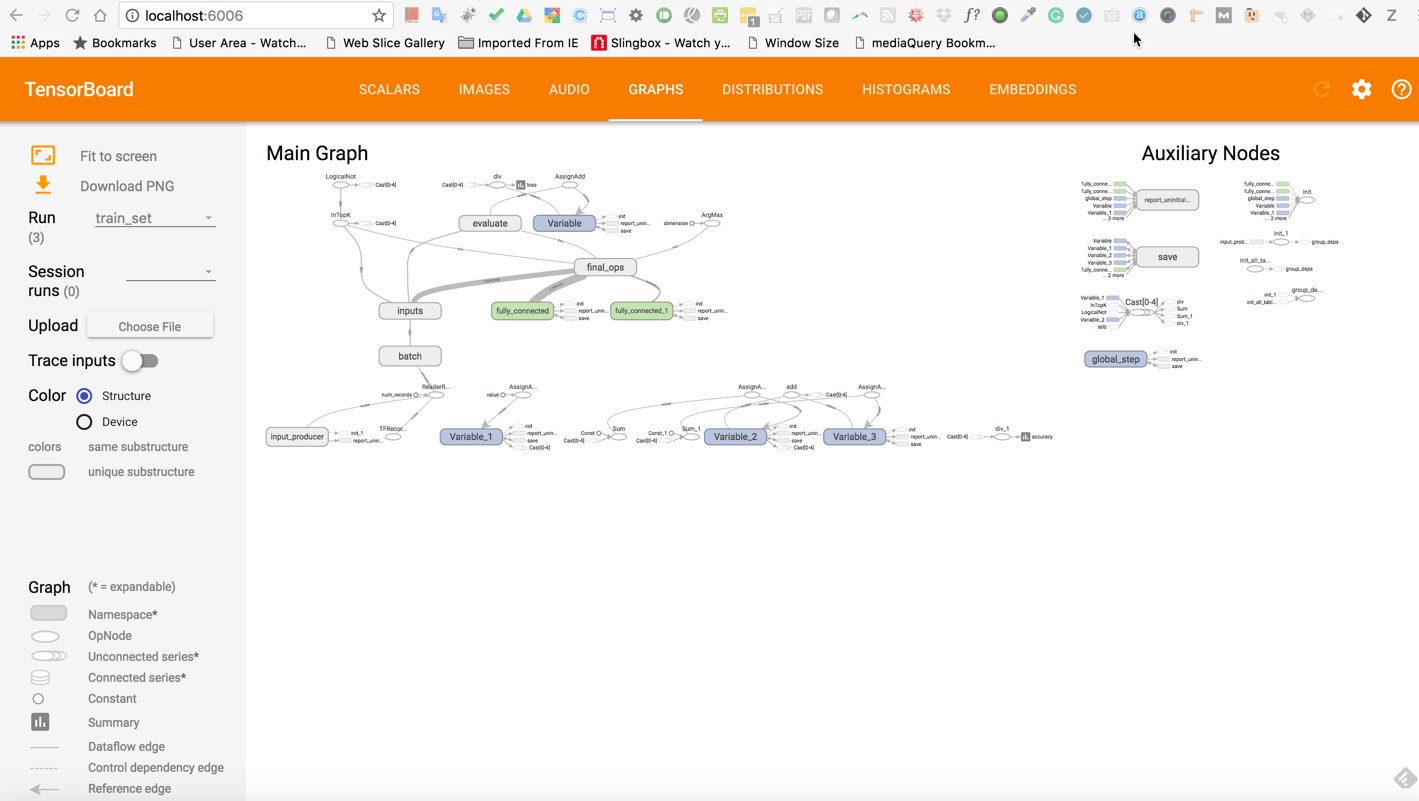 localhost:6006
Apps Bookmarks User Area - Watch... Web Slice Gallery Imported From IE Slingbox - Watch y... Window Size mediaQuery Bookm...
TensorBoard SCALARS IMAGES AUDIO GRAPHS DISTRIBUTIONS HISTOGRAMS EMBEDDINGS
Fit to screen
Download PNG
Run train_set
(3)
Session
runs (0)
Upload Choose File
Trace inputs
Color Structure
Device
colors same substructure
unique substructure
Graph (* = expandable)
Namespace*
OpNode
Unconnected series*
Connected series*
Constant
Summary
Dataflow edge
Control dependency edge
Reference edge
Main Graph
LogicalNot Cast[0-4] Cast[0-4] div loss AssignAdd
InTopK Cast[0-4] evaluate Variable init
report_unin...
save
dimension ArgMax
final_ops
inputs fully_connected init
report_unin...
save
fully_connected_1 init
report_unin...
save
batch
num_records ReaderR... value AssignA... AssignA... add Cast[0-4] AssignA...
input_producer init_1
report_unin...
TFRecor...
Variable_1 init
report_unin...
save
Cast[0-4]
Const Sum
Cast[0-4]
Const_1 Sum_1
Cast[0-4]
Variable_2 init
report_unin...
save
Cast[0-4]
Variable_3 init
report_unin...
save
Cast[0-4] div_1 accuracy
Auxiliary Nodes
fully_conne...
fully_conne...
global_step
Variable
Variable_1
... 3 more
report_uninitial...
fully_conne...
fully_conne...
global_step
Variable
Variable_1
... 2 more
init
Variable
Variable_1
Variable_2
Variable_3
fully_conne...
... 2 more
save
input_prod... init_1 group_deps
init_all_ta... group_deps
init_1
init_all_tabl...
group_de...
Variable_1
InTopK
LogicalNot
Variable_2
add
Cast[0-4]
div
Sum
Sum_1
div_1
global_step init
report_unin...
save